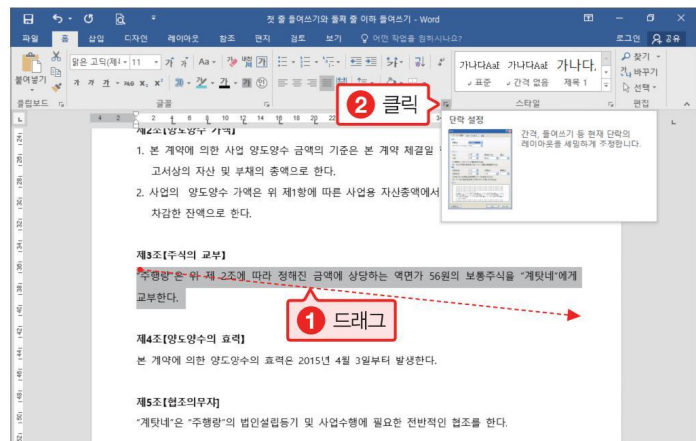 첫 줄 들여쓰기와 둘째 줄 이하 들여쓰기 - Word
파일 홈 삽입 디자인 레이아웃 참조 편지 검토 보기 어떤 작업을 원하시나요? 로그인 공유
붙여넣기
맑은 고딕(제목 11
가나다AaE 가나다AaE 가나다.
표준 간격 없음 제목 1
찾기
바꾸기
선택
클립보드 글꼴 스타일 편집
2 클릭
단락 설정
간격, 들여쓰기 등 현재 단락의
레이아웃을 세밀하게 조정합니다.
제2조【양도양수 가액】
1. 본 계약에 의한 사업 양도양수 금액의 기준은 본 계약 체결일
고서상의 자산 및 부채의 총액으로 한다.
2. 사업의 양도양수 가액은 위 제1항에 따른 사업용 자산총액에서
차감한 잔액으로 한다.
제3조【주식의 교부】
"주행랑"은 위 제 2조에 따라 정해진 금액에 상당하는 액면가 56원의 보통주식을 "계탓네"에게
교부한다.
1 드래그
제4조【양도양수의 효력】
본 계약에 의한 양도양수의 효력은 2015년 4월 3일부터 발생한다.
제5조【협조의무자】
"계탓네"은 "주행랑"의 법인설립등기 및 사업수행에 필요한 전반적인 협조를 한다.